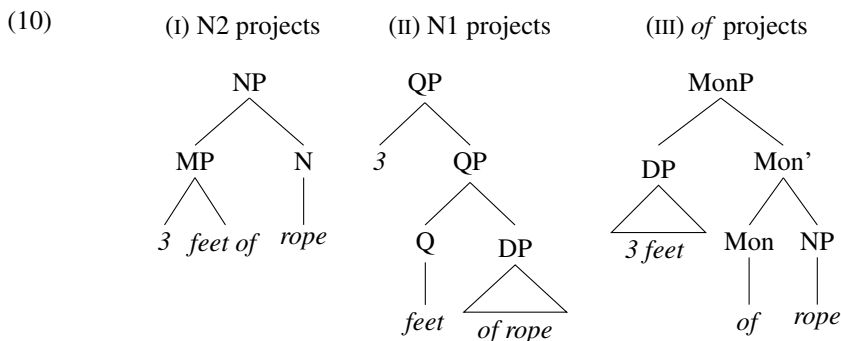 (10) (I) N2 projects (II) N1 projects (III) of projects
NP QP MonP
MP N 3 QP DP Mon’
3 feet of rope Q DP 3 feet Mon NP
feet of rope of rope